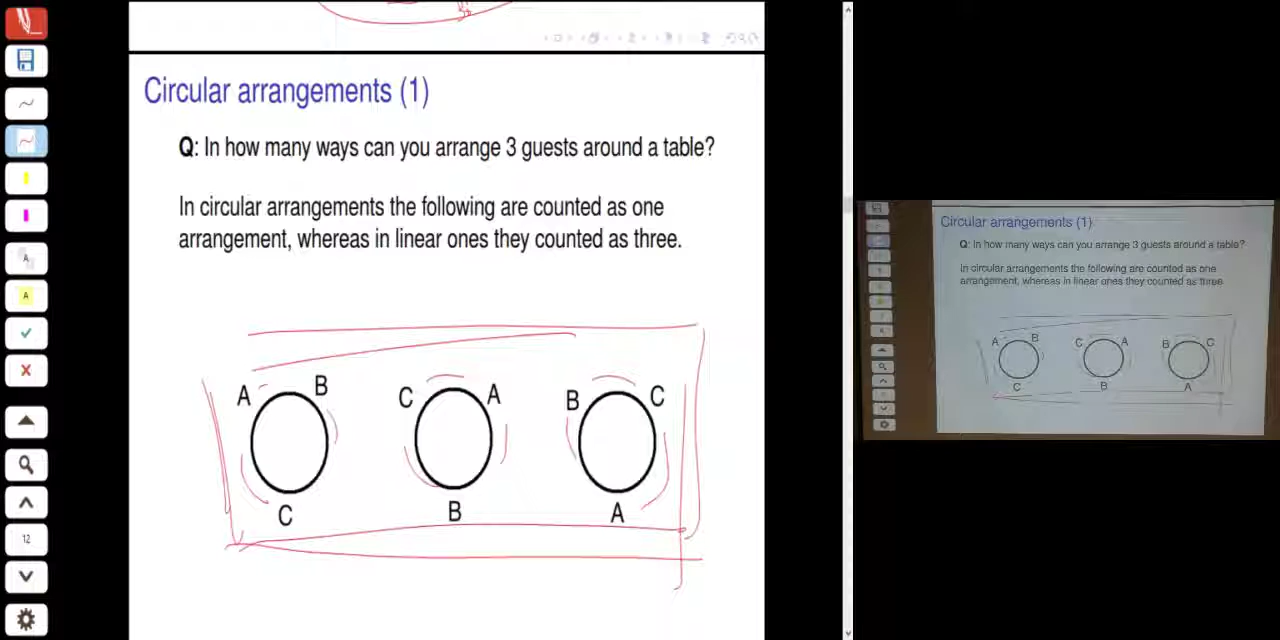 Circular arrangements (1)
Q: In how many ways can you arrange 3 guests around a table?
In circular arrangements the following are counted as one
arrangement, whereas in linear ones they counted as three.
A B C A B C
C B A
12
A
A
Circular arrangements (1)
Q: In how many ways can you arrange 3 guests around a table?
In circular arrangements the following are counted as one
arrangement, whereas in linear ones they counted as three
A B C A B C
C B A